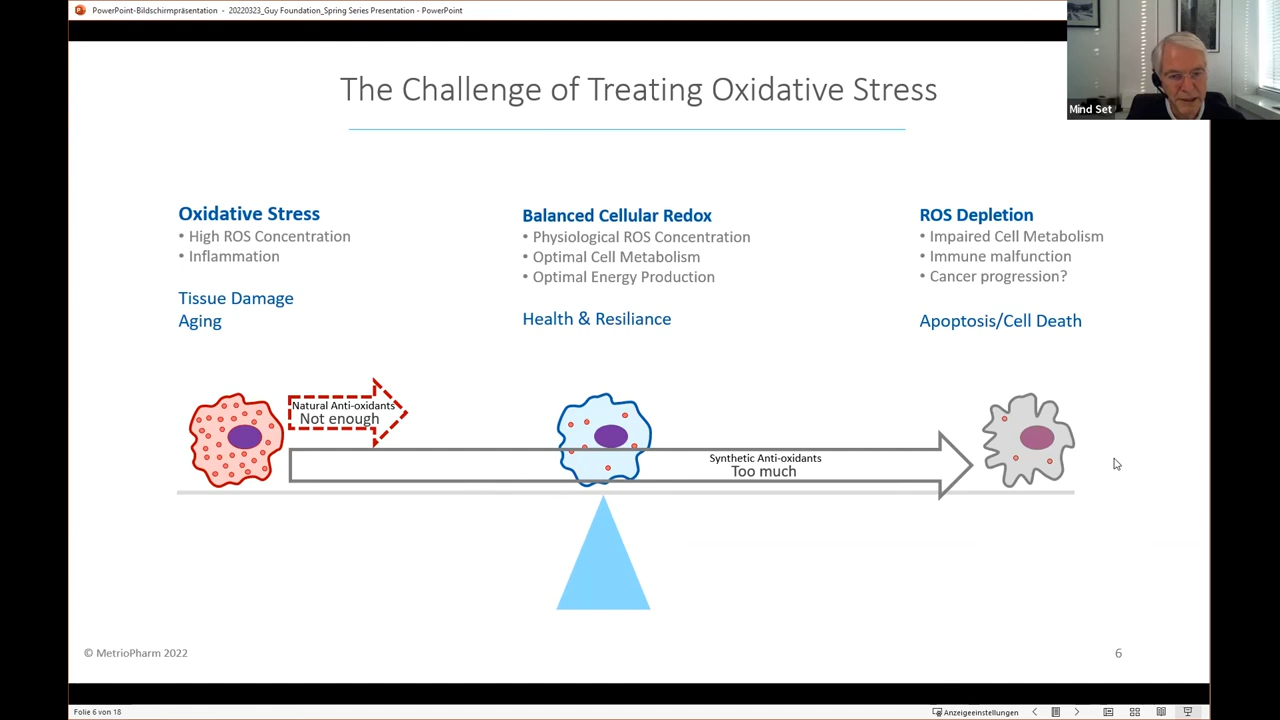 PowerPoint-Bildschirmpräsentation - 20220323_Guy Foundation_Spring Series Presentation - PowerPoint
Mind Set
The Challenge of Treating Oxidative Stress
Oxidative Stress
• High ROS Concentration
• Inflammation
Tissue Damage
Aging
Balanced Cellular Redox
• Physiological ROS Concentration
• Optimal Cell Metabolism
• Optimal Energy Production
Health & Resiliance
ROS Depletion
• Impaired Cell Metabolism
• Immune malfunction
• Cancer progression?
Apoptosis/Cell Death
Natural Anti-oxidants
Not enough
Synthetic Anti-oxidants
Too much
© MetrioPharm 2022
6
Folie 6 von 18
Anzeigeeinstellungen